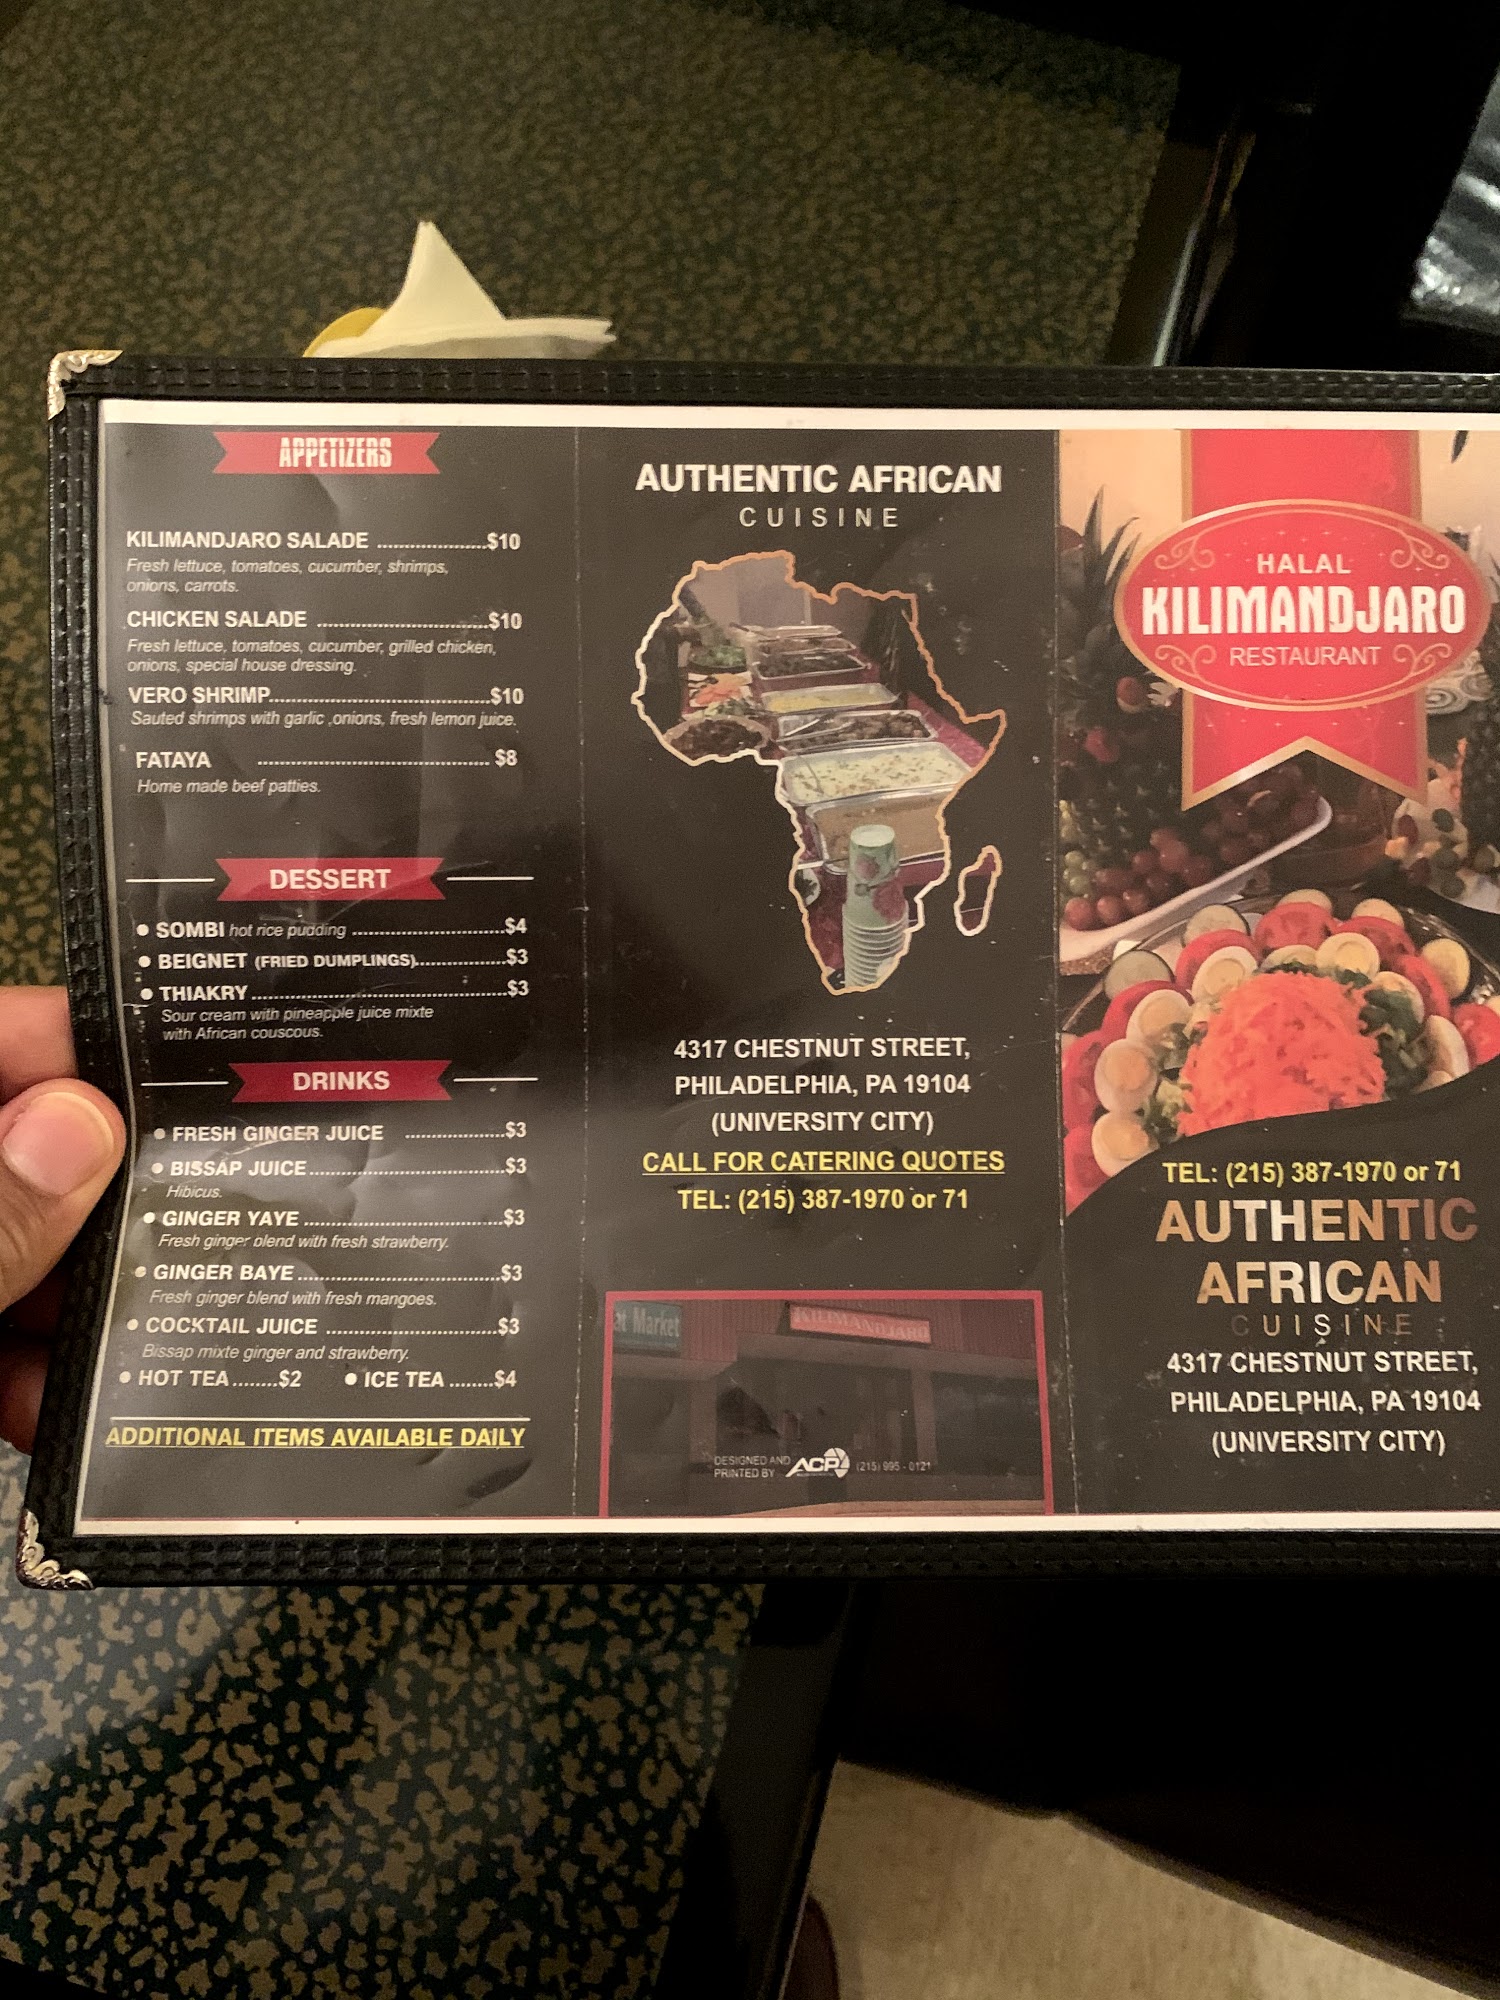 APPETIZERS
KILIMANDJARO SALADE ....................$10
Fresh lettuce, tomatoes, cucumber, shrimps,
onions, carrots.
CHICKEN SALADE ...............................$10
Fresh lettuce, tomatoes, cucumber, grilled chicken,
onions, special house dressing.
VERO SHRIMP........................................$10
Sauted shrimps with garlic ,onions, fresh lemon juice.
FATAYA .......................................... $8
Home made beef patties.
DESSERT
• SOMBI hot rice pudding ...........................$4
• BEIGNET (FRIED DUMPLINGS)................$3
• THIAKRY ..............................................$3
Sour cream with pineapple juice mixte
with African couscous.
DRINKS
• FRESH GINGER JUICE ..................$3
• BISSAP JUICE...................................$3
Hibicus.
• GINGER YAYE ...................................$3
Fresh ginger blend with fresh strawberry.
• GINGER BAYE ........................................$3
Fresh ginger blend with fresh mangoes.
• COCKTAIL JUICE ...............................$3
Bissap mixte ginger and strawberry.
• HOT TEA ........$2 • ICE TEA ........$4
ADDITIONAL ITEMS AVAILABLE DAILY
AUTHENTIC AFRICAN
CUISINE
4317 CHESTNUT STREET,
PHILADELPHIA, PA 19104
(UNIVERSITY CITY)
CALL FOR CATERING QUOTES
TEL: (215) 387-1970 or 71
Market
KILIMANDJARO
DESIGNED AND
PRINTED BY ACP (215) 995 - 0121
HALAL
KILIMANDJARO
RESTAURANT
TEL: (215) 387-1970 or 71
AUTHENTIC
AFRICAN
CUISINE
4317 CHESTNUT STREET,
PHILADELPHIA, PA 19104
(UNIVERSITY CITY)